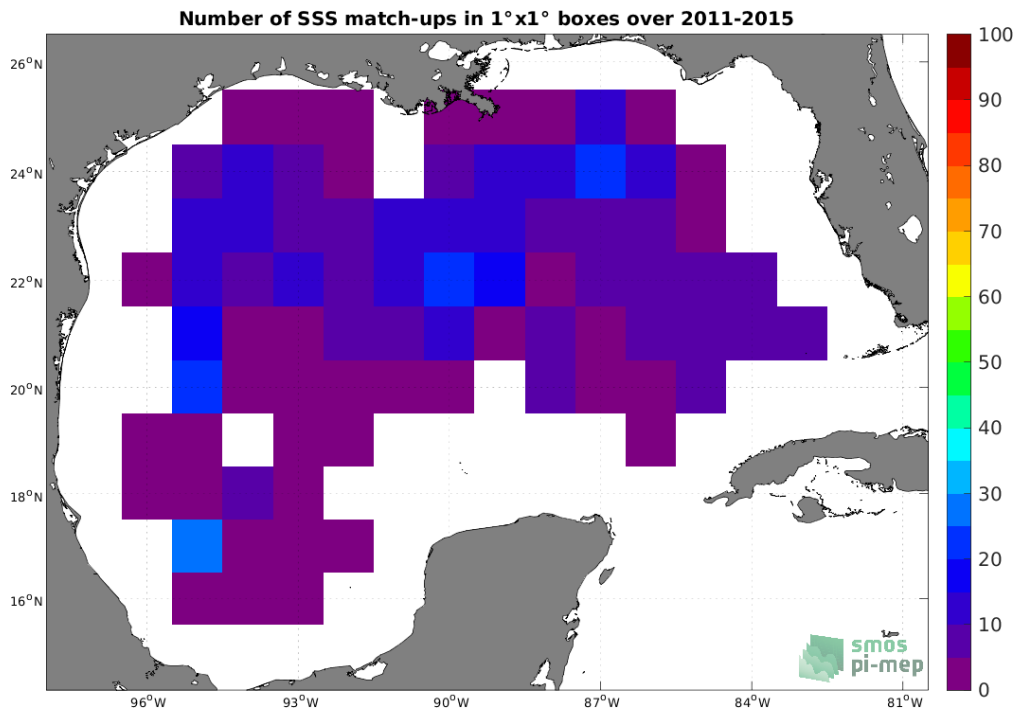 Number of SSS match-ups in 1°x1° boxes over 2011-2015
26°N
24°N
22°N
20°N
18°N
16°N
96°W
93°W
90°W
87°W
84°W
81°W
100
90
80
70
60
50
40
30
20
10
0
smos
pi-mep